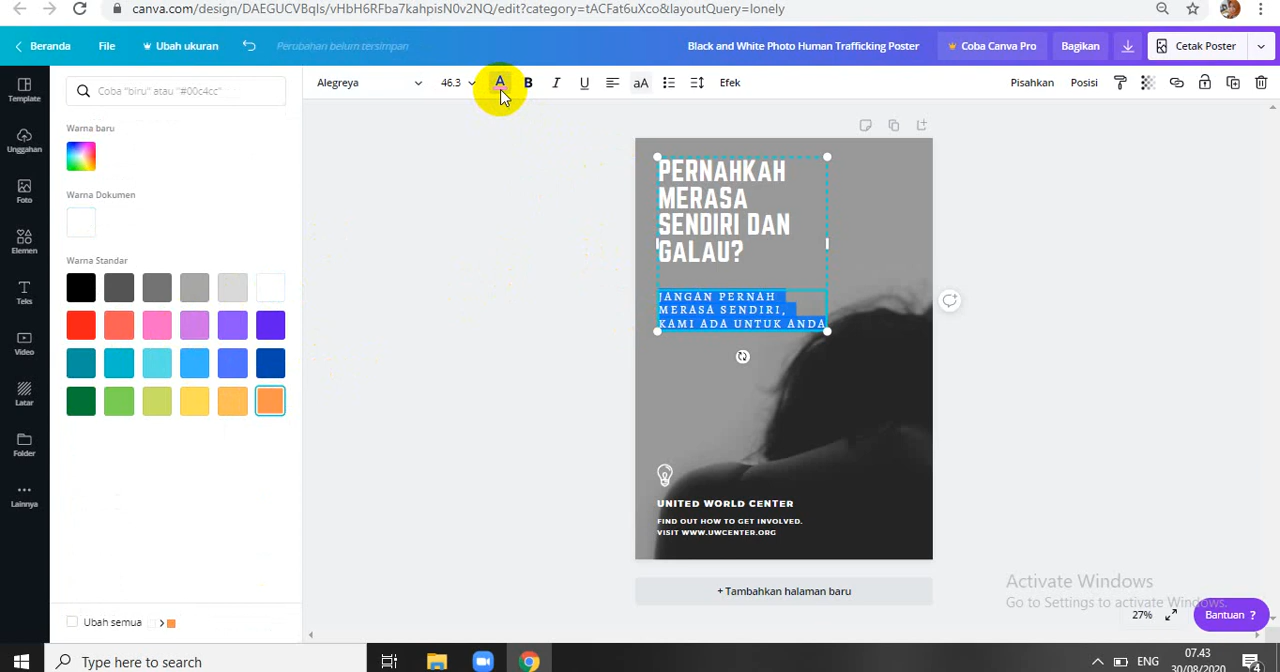 canva.com/design/DAEGUCVBqls/vHbH6RFba7kahpisN0v2NQ/edit?category=tACFat6uXco&layoutQuery=lonely
Beranda
File
Ubah ukuran
Perubahan belum tersimpan
Black and White Photo Human Trafficking Poster
Coba Canva Pro
Bagikan
Cetak Poster
Template
Unggahan
Foto
Elemen
Teks
Video
Latar
Folder
Lainnya
Coba "biru" atau "#00c4cc"
Warna baru
Warna Dokumen
Warna Standar
Ubah semua
Alegreya
46.3
A
B
I
U
aA
Efek
Pisahkan
Posisi
PERNAHKAH
MERASA
SENDIRI DAN
GALAU?
JANGAN PERNAH
MERASA SENDIRI,
KAMI ADA UNTUK ANDA
UNITED WORLD CENTER
FIND OUT HOW TO GET INVOLVED.
VISIT WWW.UWCENTER.ORG
+ Tambahkan halaman baru
Activate Windows
Go to Settings to activate Windows.
27%
Bantuan ?
Type here to search
ENG
07.43
30/08/2020
4